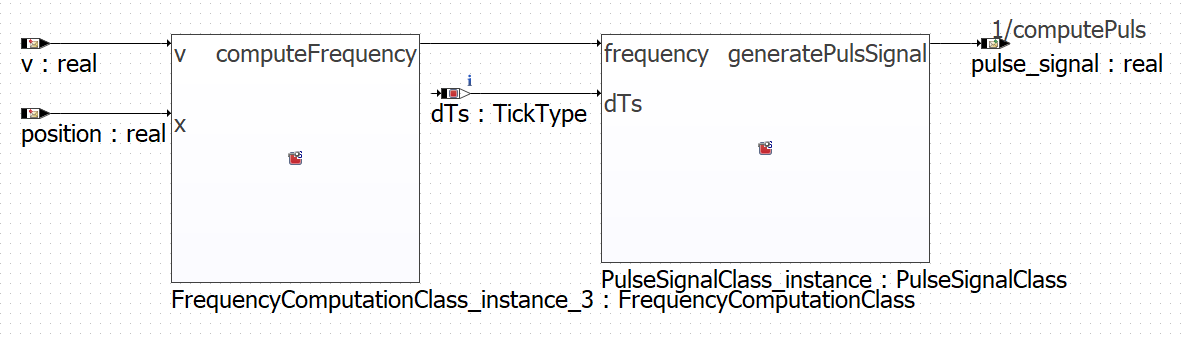 1/computePuls
v computeFrequency
frequency generatePulsSignal
v : real
pulse_signal : real
i
dTs
dTs : TickType
x
position : real
PulseSignalClass_instance : PulseSignalClass
FrequencyComputationClass_instance_3 : FrequencyComputationClass